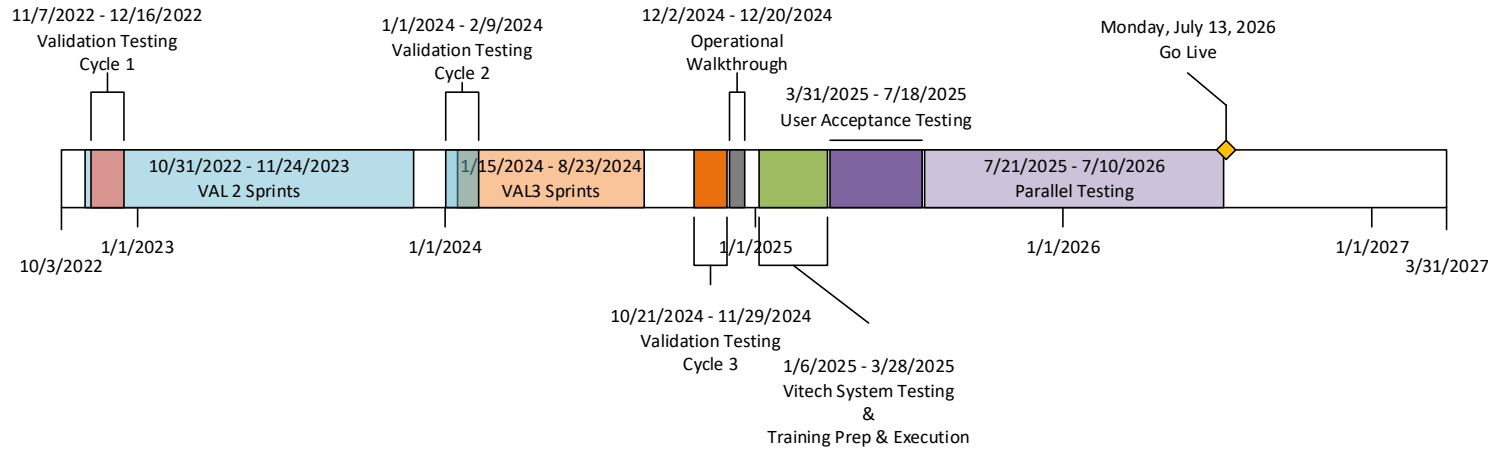 11/7/2022 - 12/16/2022
Validation Testing
Cycle 1
1/1/2024 - 2/9/2024
Validation Testing
Cycle 2
12/2/2024 - 12/20/2024
Operational
Walkthrough
3/31/2025 - 7/18/2025
User Acceptance Testing
Monday, July 13, 2026
Go Live
10/31/2022 - 11/24/2023
VAL 2 Sprints
1/15/2024 - 8/23/2024
VAL3 Sprints
7/21/2025 - 7/10/2026
Parallel Testing
10/3/2022
1/1/2023
1/1/2024
1/1/2025
1/1/2026
1/1/2027
3/31/2027
10/21/2024 - 11/29/2024
Validation Testing
Cycle 3
1/6/2025 - 3/28/2025
Vitech System Testing
&
Training Prep & Execution